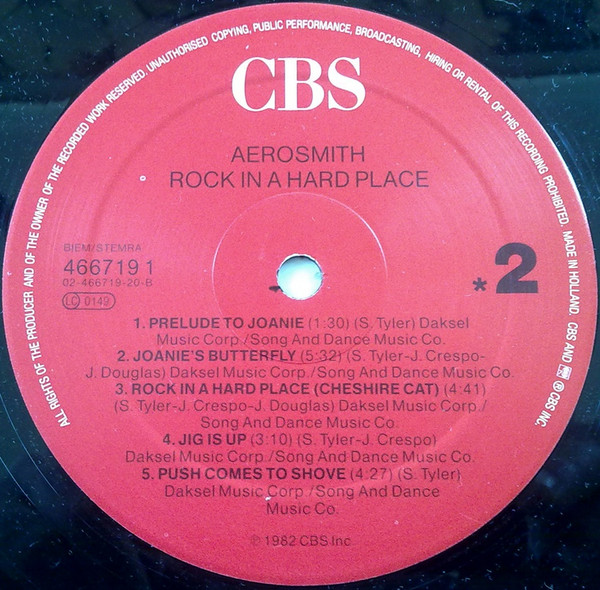 ALL RIGHTS OF THE PRODUCER AND OF THE OWNER OF THE RECORDED WORK RESERVED. UNAUTHORISED COPYING, PUBLIC PERFORMANCE, BROADCASTING, HIRING OR RENTAL OF THIS RECORDING PROHIBITED. MADE IN HOLLAND. CBS AND ® CBS INC.
CBS
AEROSMITH
ROCK IN A HARD PLACE
BIEM/STEMRA
466719 1
02-466719-20-B
LC 0149
*2
1. PRELUDE TO JOANIE (1:30) (S. Tyler) Daksel
Music Corp./Song And Dance Music Co.
2. JOANIE'S BUTTERFLY (5:32) (S. Tyler-J. Crespo-
J. Douglas) Daksel Music Corp./Song And Dance Music Co.
3. ROCK IN A HARD PLACE (CHESHIRE CAT) (4:41)
(S. Tyler-J. Crespo-J. Douglas) Daksel Music Corp./
Song And Dance Music Co.
4. JIG IS UP (3:10) (S. Tyler-J. Crespo)
Daksel Music Corp./Song And Dance Music Co.
5. PUSH COMES TO SHOVE (4:27) (S. Tyler)
Daksel Music Corp./Song And Dance
Music Co.
℗ 1982 CBS Inc.